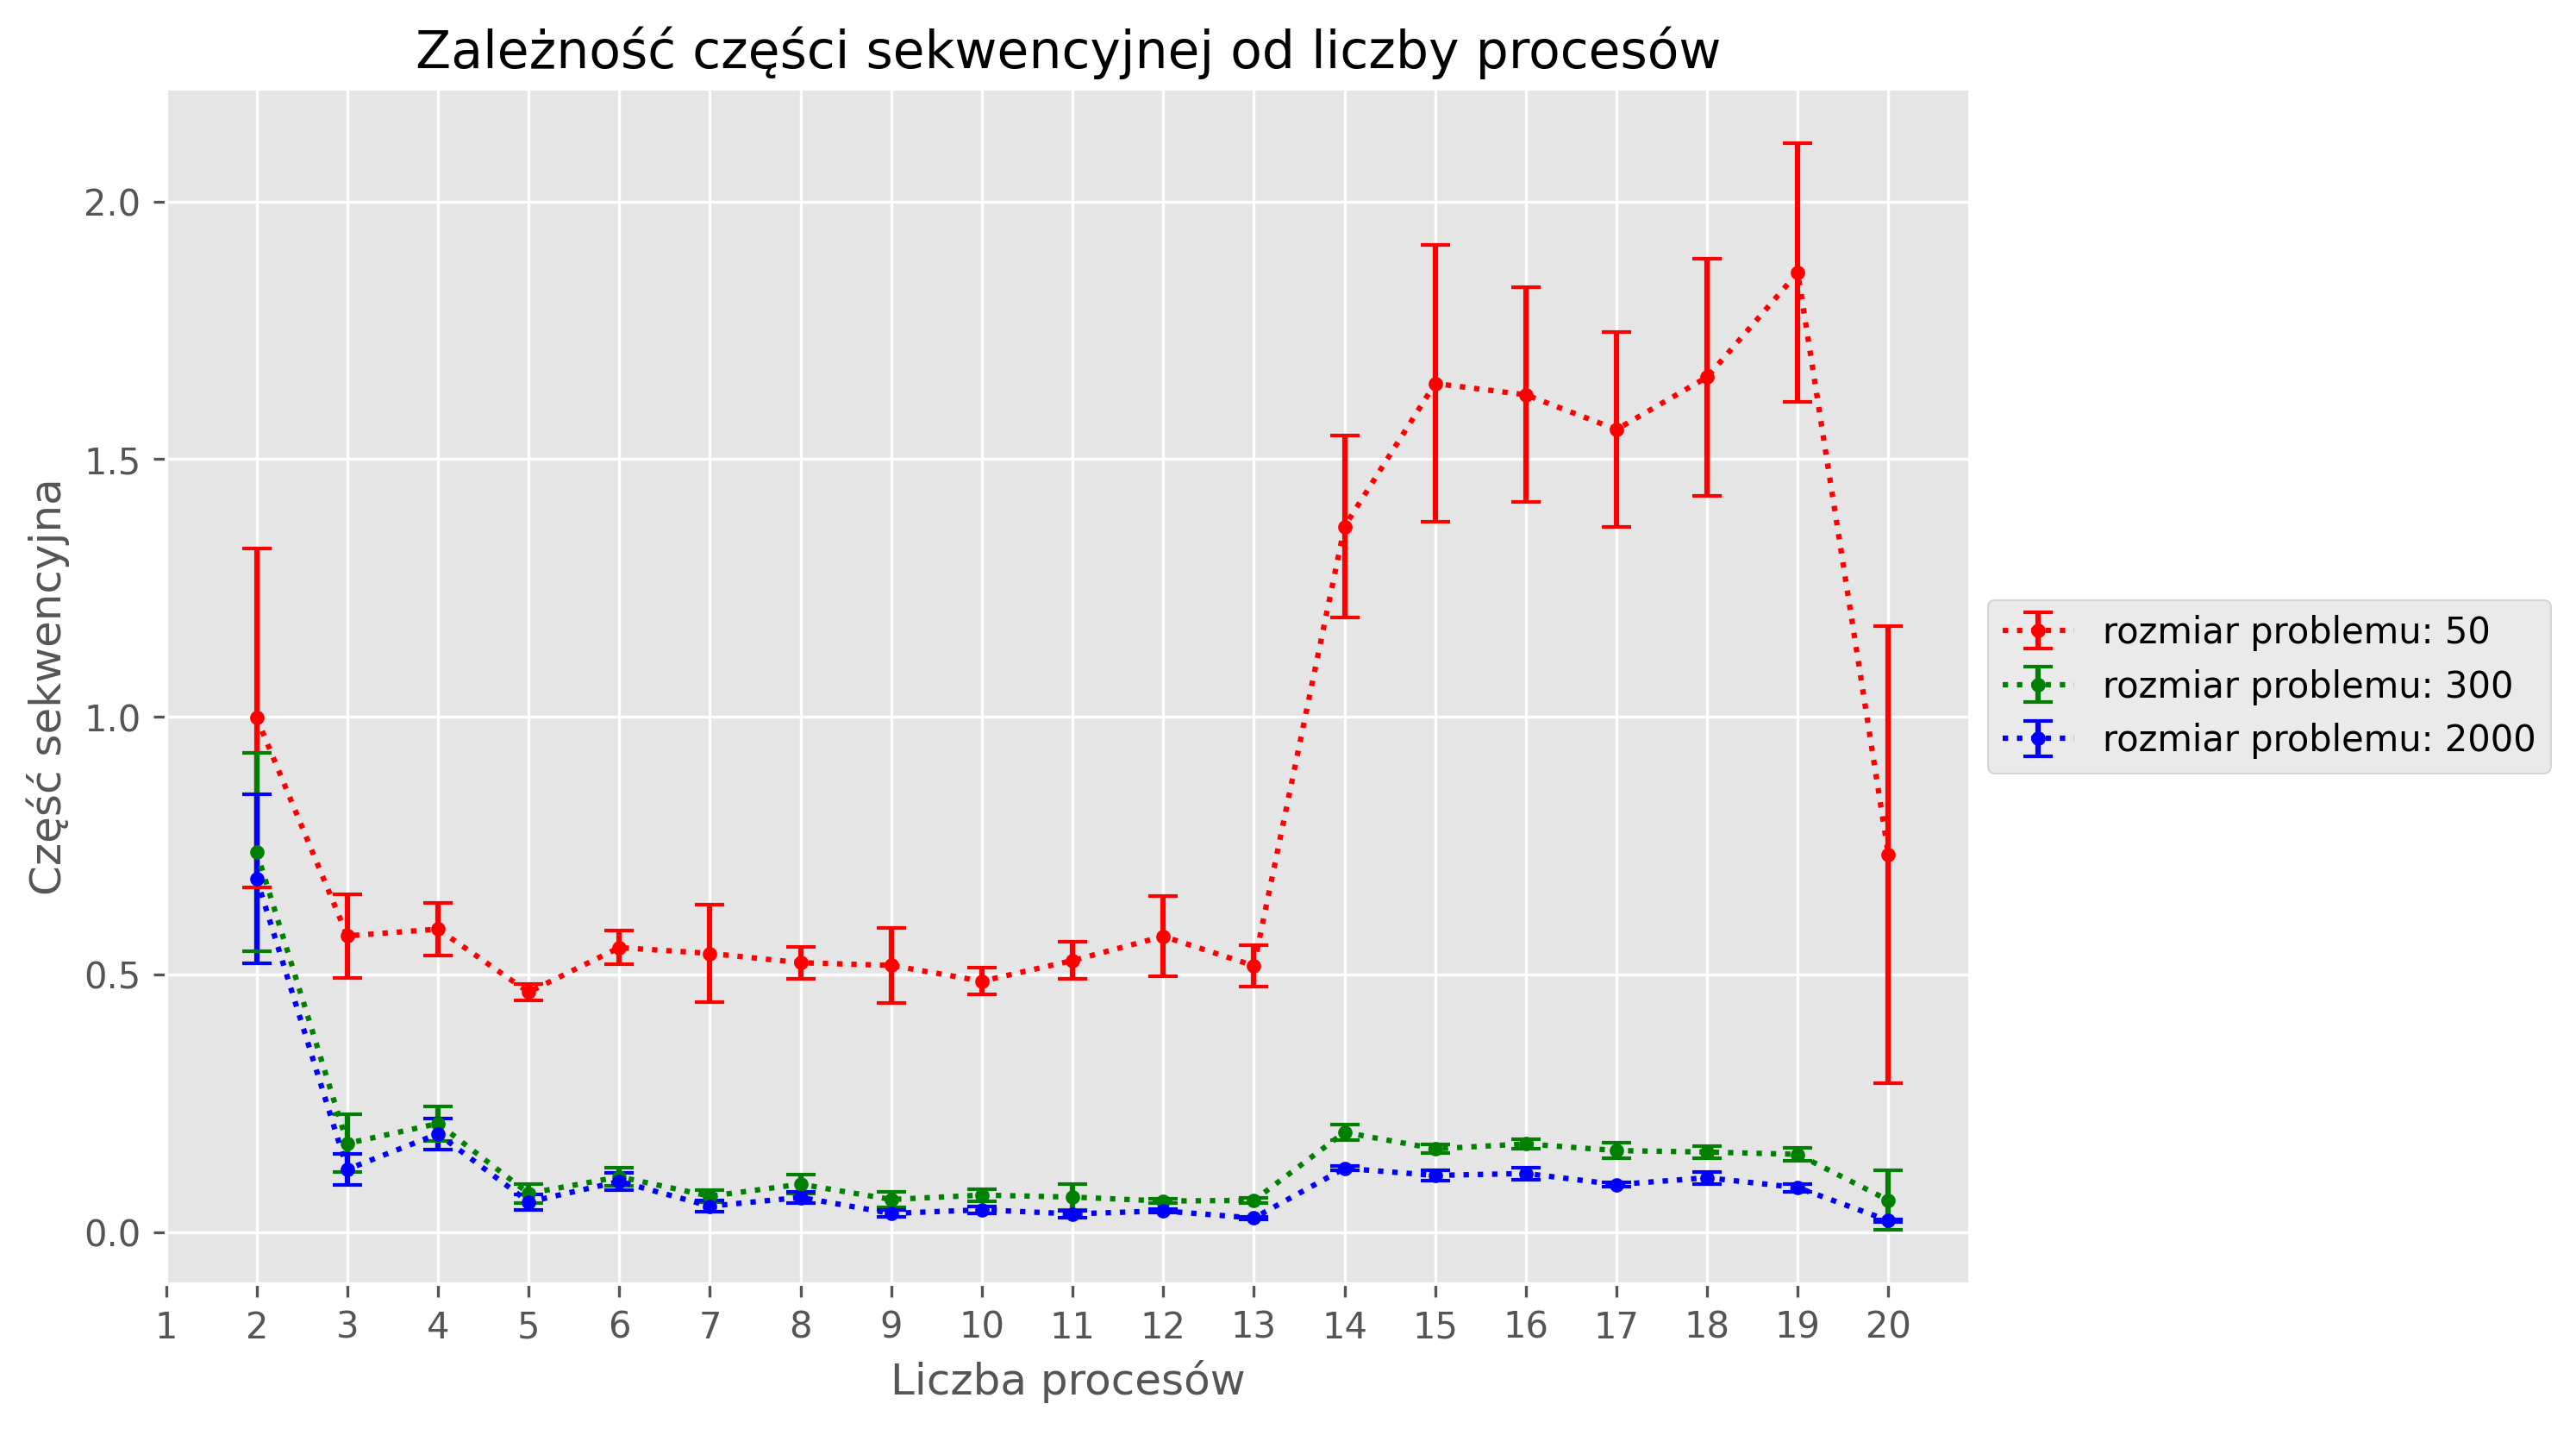 Zależność części sekwencyjnej od liczby procesów
Część sekwencyjna
2.0
1.5
1.0
0.5
0.0
1 2 3 4 5 6 7 8 9 10 11 12 13 14 15 16 17 18 19 20
Liczba procesów
rozmiar problemu: 50
rozmiar problemu: 300
rozmiar problemu: 2000